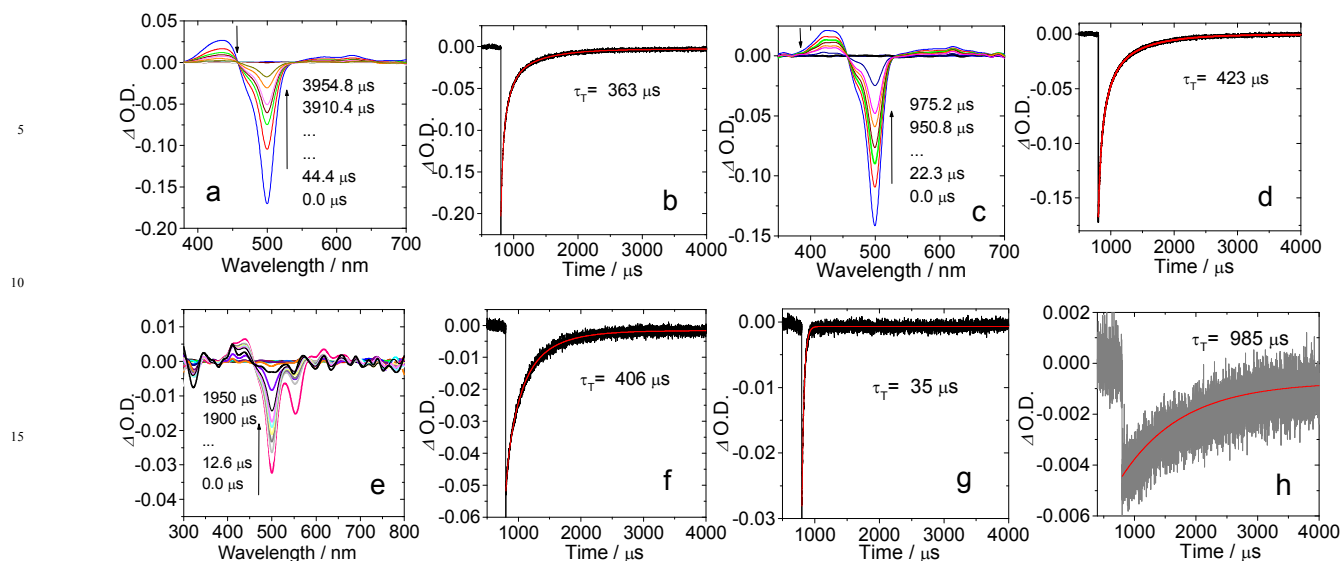 5
10
15
0.00
-0.05
-0.10
-0.15
-0.20
Δ O.D.
3954.8 μs
3910.4 μs
...
...
44.4 μs
0.0 μs
a
400 500 600 700
Wavelength / nm
0.00
-0.05
-0.10
-0.15
-0.20
Δ O.D.
τT= 363 μs
b
1000 2000 3000 4000
Time / μs
0.00
-0.05
-0.10
-0.15
Δ O.D.
975.2 μs
950.8 μs
...
22.3 μs
0.0 μs
c
400 500 600 700
Wavelength / nm
0.00
-0.05
-0.10
-0.15
Δ O.D.
τT= 423 μs
d
1000 2000 3000 4000
Time / μs
0.01
0.00
-0.01
-0.02
-0.03
-0.04
Δ O.D.
1950 μs
1900 μs
...
12.6 μs
0.0 μs
e
300 400 500 600 700 800
Wavelength / nm
0.00
-0.01
-0.02
-0.03
-0.04
-0.05
-0.06
Δ O.D.
τT= 406 μs
f
1000 2000 3000 4000
Time / μs
0.00
-0.01
-0.02
-0.03
Δ O.D.
τT= 35 μs
g
1000 2000 3000 4000
Time / μs
0.002
0.000
-0.002
-0.004
-0.006
Δ O.D.
τT= 985 μs
h
1000 2000 3000 4000
Time / μs